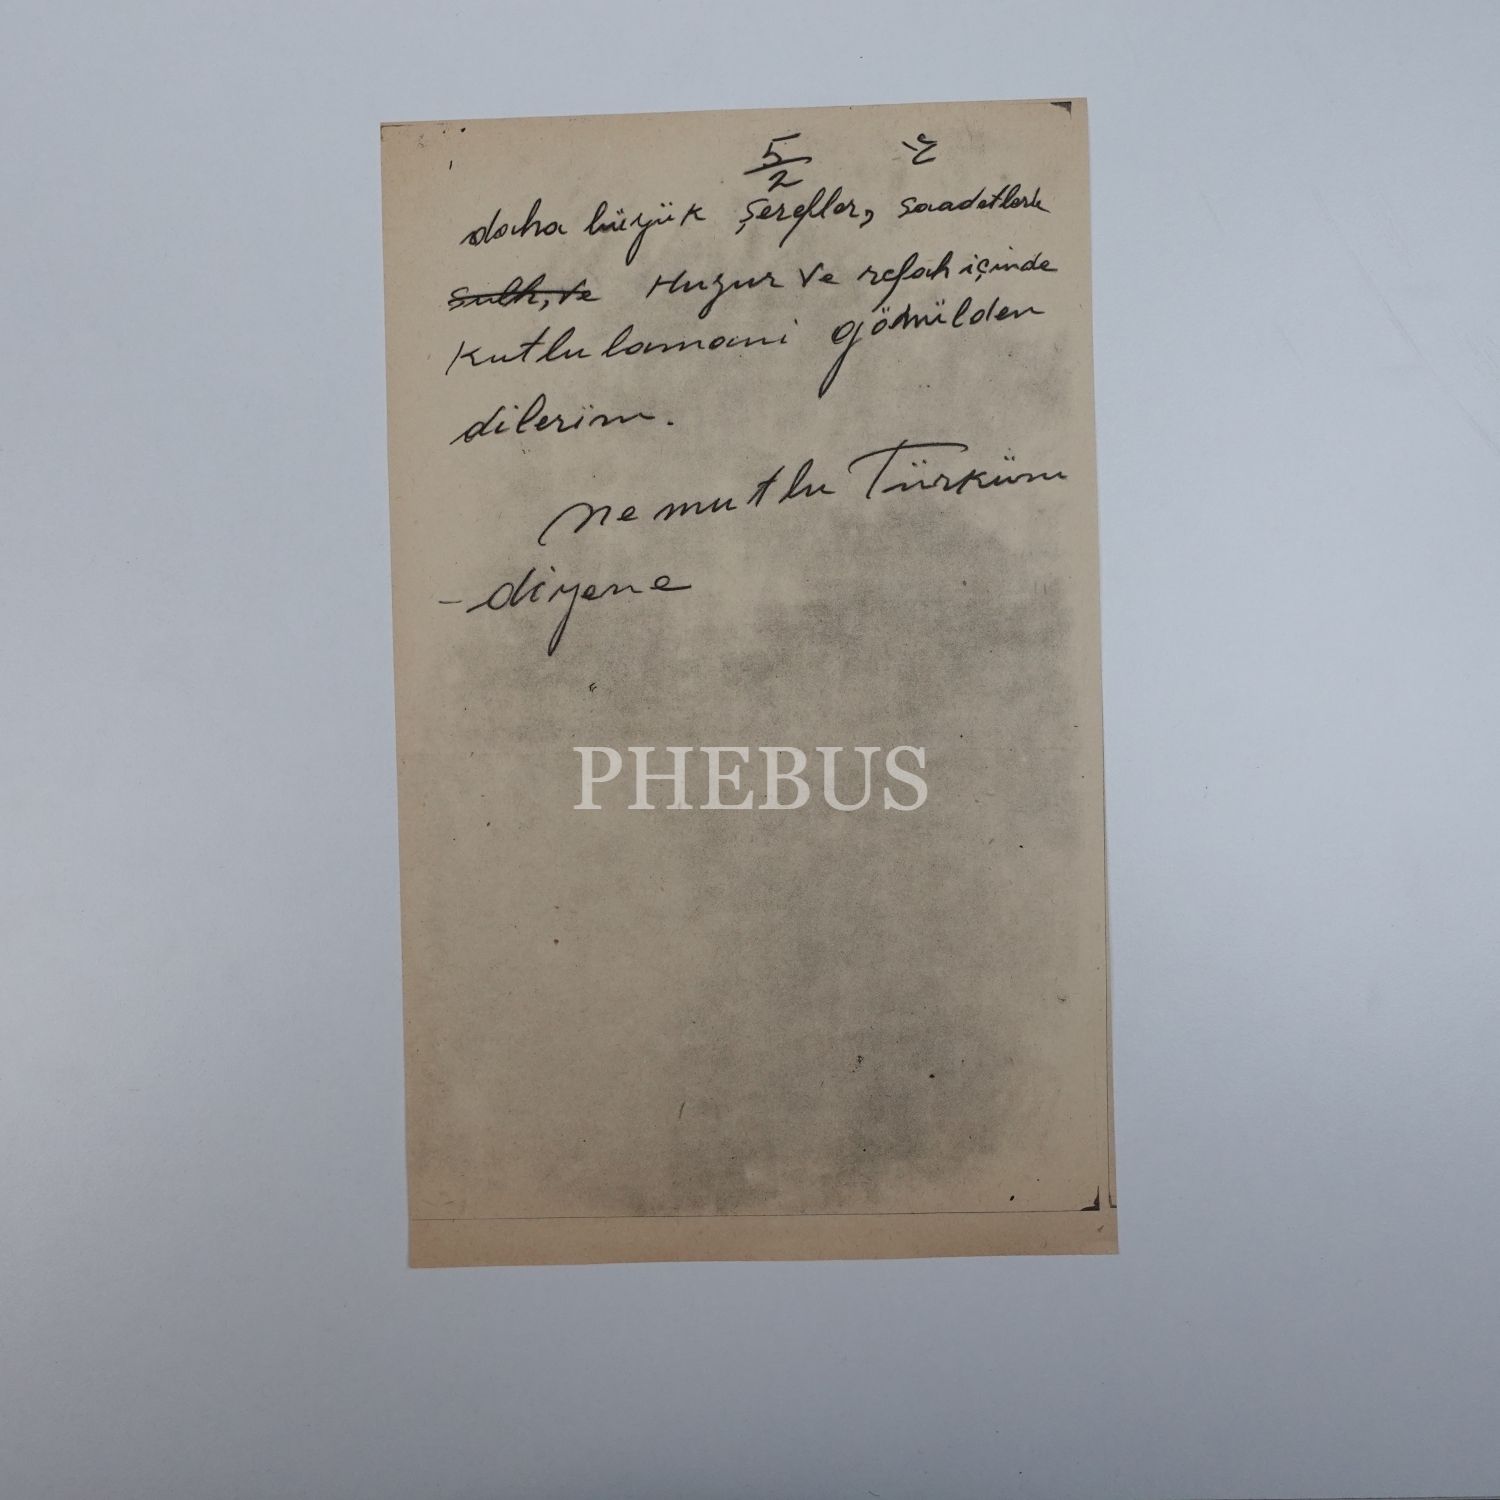 5/2
daha büyük şerefler, saadetlerle
sulh, ve Huzur ve refah içinde
Kutlulamanı gönülden
dilerim.
Ne mutlu Türküm
- diyene
PHEBUS